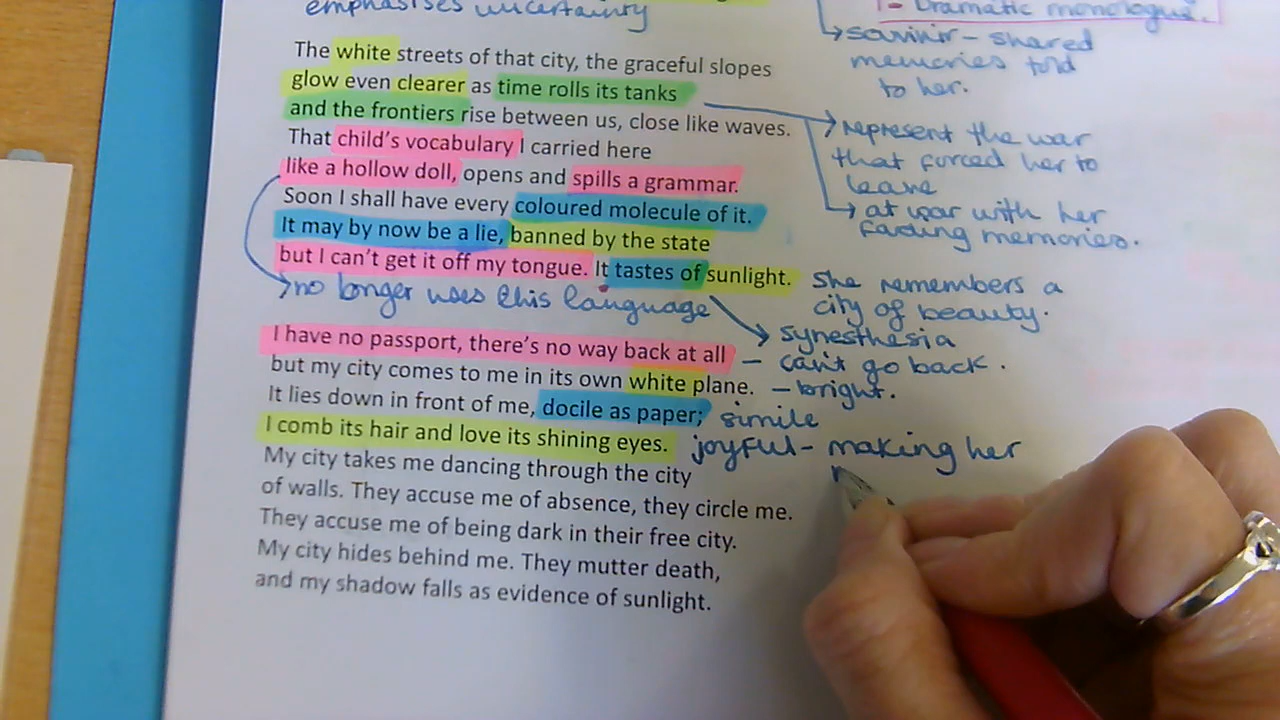 emphasises uncertainty
- Dramatic monologue.
- shared
memories told
to her.
The white streets of that city, the graceful slopes
glow even clearer as time rolls its tanks
and the frontiers rise between us, close like waves.
That child's vocabulary I carried here
like a hollow doll, opens and spills a grammar.
Soon I shall have every coloured molecule of it.
It may by now be a lie, banned by the state
but I can't get it off my tongue. It tastes of sunlight.
represent the war
that forced her to
leave
at war with her
fading memories.
no longer uses this language
She remembers a
city of beauty.
synesthesia
I have no passport, there's no way back at all
- can't go back.
but my city comes to me in its own white plane.
- bright.
It lies down in front of me, docile as paper;
simile
I comb its hair and love its shining eyes.
joyful - making her
My city takes me dancing through the city
of walls. They accuse me of absence, they circle me.
They accuse me of being dark in their free city.
My city hides behind me. They mutter death,
and my shadow falls as evidence of sunlight.